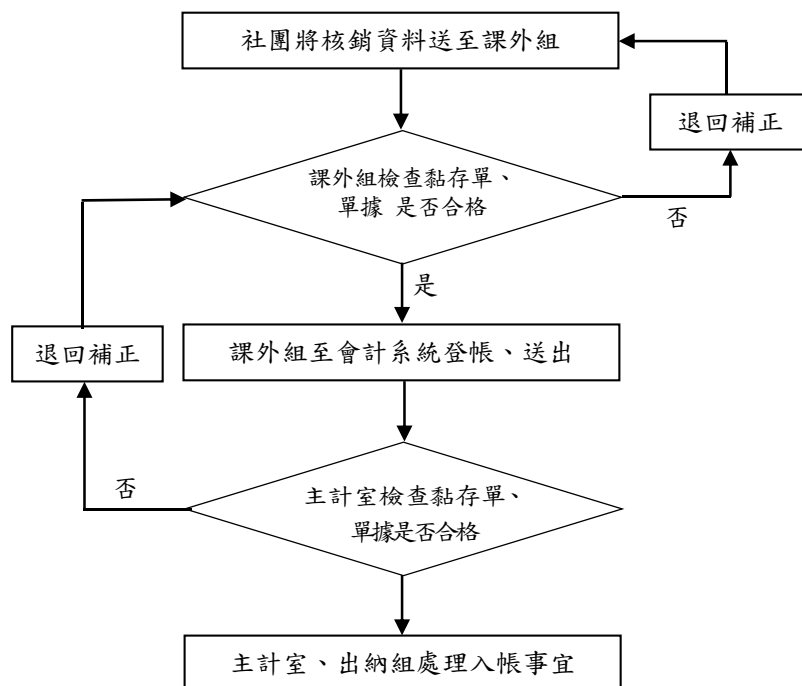 社團將核銷資料送至課外組
退回補正
課外組檢查黏存單、
單據 是否合格
否
是
退回補正
課外組至會計系統登帳、送出
否
主計室檢查黏存單、
單據是否合格
主計室、出納組處理入帳事宜